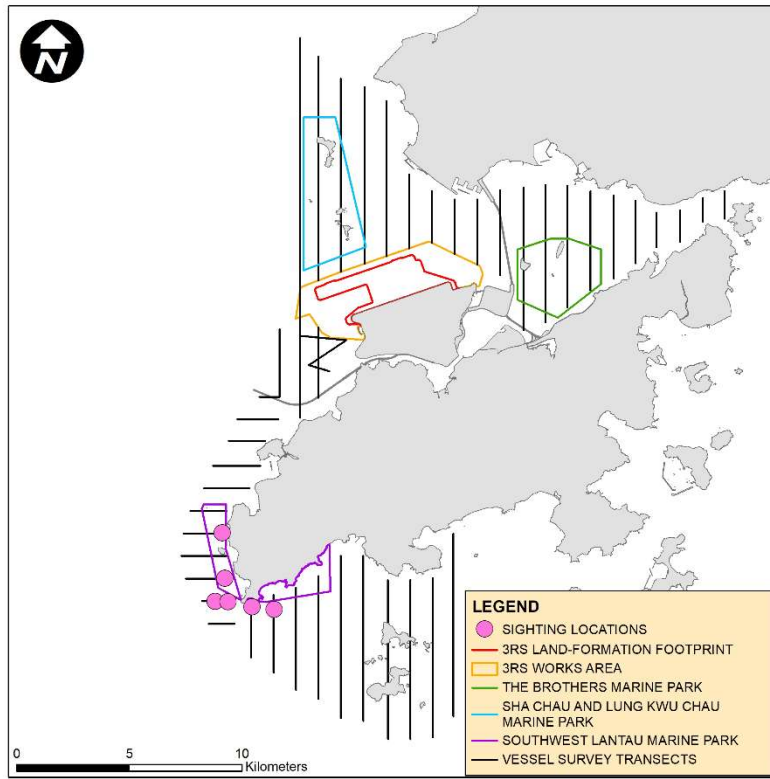 N
LEGEND
SIGHTING LOCATIONS
3RS LAND-FORMATION FOOTPRINT
3RS WORKS AREA
THE BROTHERS MARINE PARK
SHA CHAU AND LUNG KWU CHAU
MARINE PARK
SOUTHWEST LANTAU MARINE PARK
VESSEL SURVEY TRANSECTS
0 5 10
Kilometers